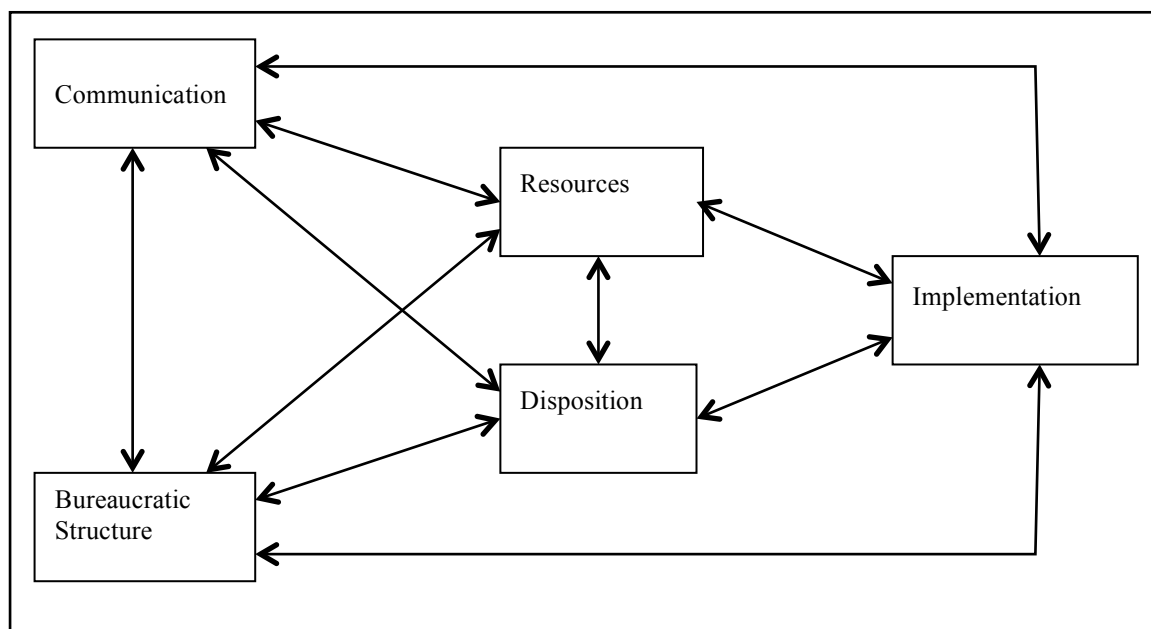 Communication
Resources
Implementation
Disposition
Bureaucratic
Structure